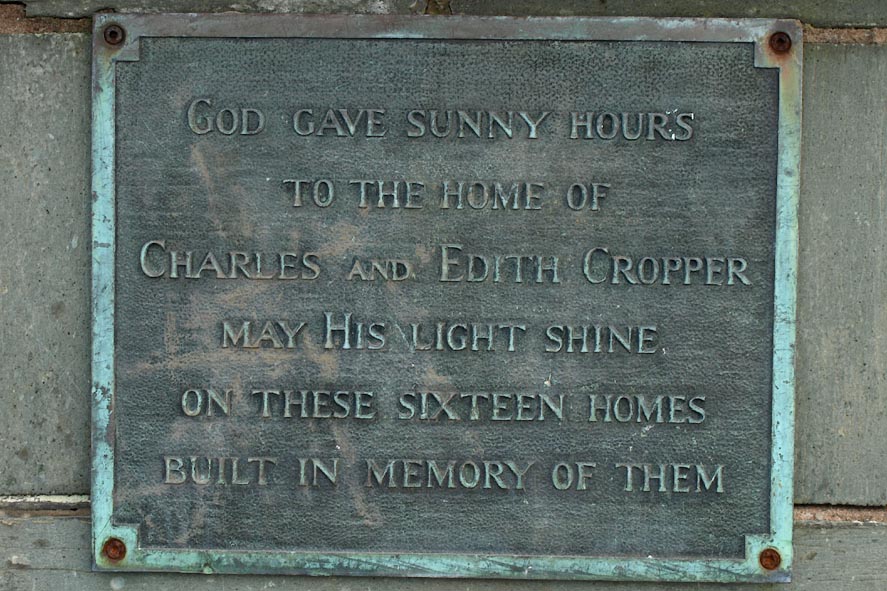 God gave sunny hours
to the home of
Charles and Edith Cropper
may His light shine
on these sixteen homes
built in memory of them